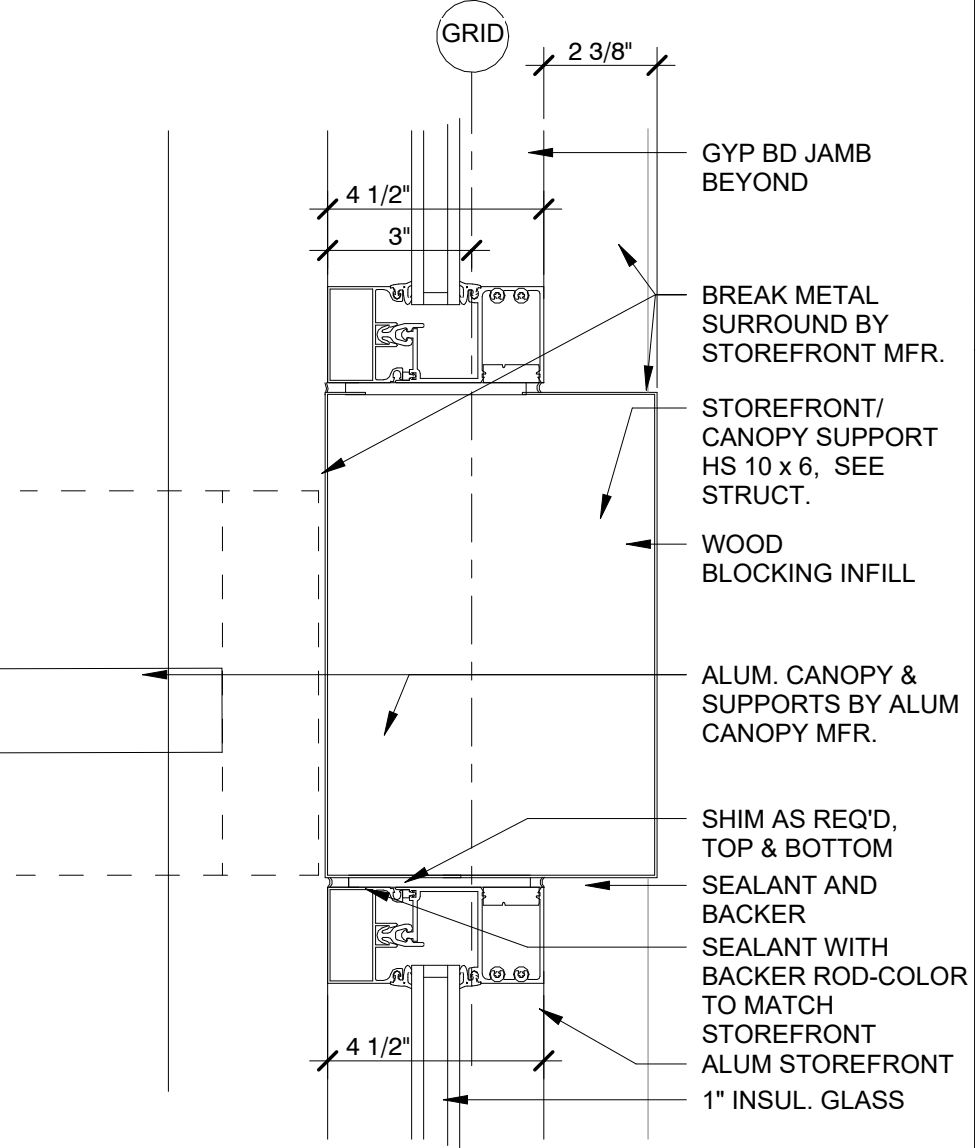 GRID
2 3/8"
GYP BD JAMB
BEYOND
4 1/2"
3"
BREAK METAL
SURROUND BY
STOREFRONT MFR.
STOREFRONT/
CANOPY SUPPORT
HS 10 x 6, SEE
STRUCT.
WOOD
BLOCKING INFILL
ALUM. CANOPY &
SUPPORTS BY ALUM
CANOPY MFR.
SHIM AS REQ'D,
TOP & BOTTOM
SEALANT AND
BACKER
SEALANT WITH
BACKER ROD-COLOR
TO MATCH
STOREFRONT
4 1/2"
ALUM STOREFRONT
1" INSUL. GLASS